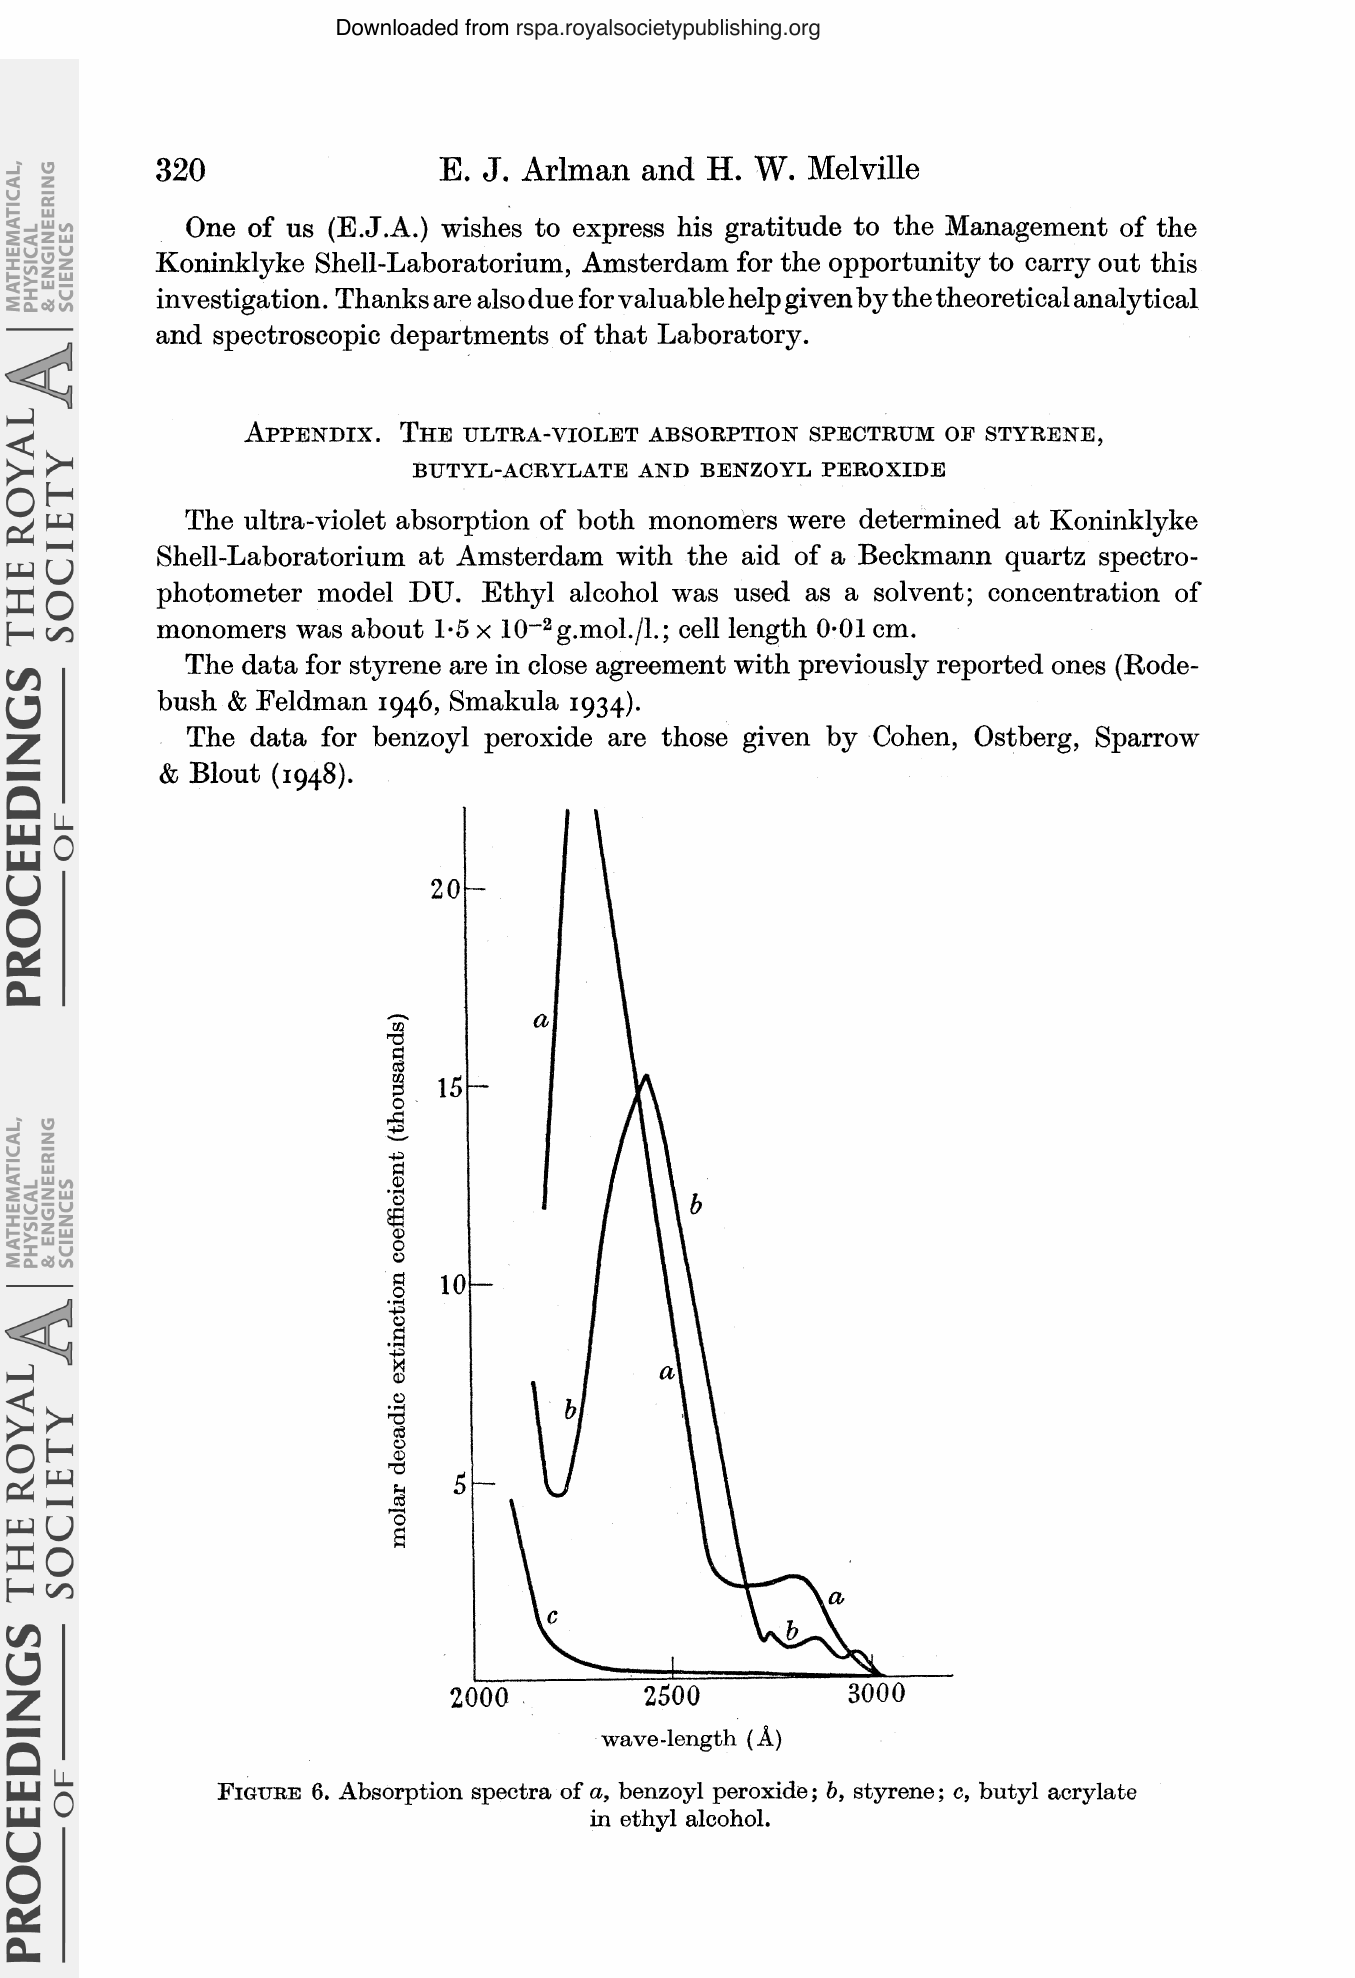 Downloaded from rspa.royalsocietypublishing.org
320 E. J. Arlman and H. W. Melville
One of us (E.J.A.) wishes to express his gratitude to the Management of the
Koninklyke Shell-Laboratorium, Amsterdam for the opportunity to carry out this
investigation. Thanks are also due for valuable help given by the theoretical analytical
and spectroscopic departments of that Laboratory.
APPENDIX. THE ULTRA-VIOLET ABSORPTION SPECTRUM OF STYRENE,
BUTYL-ACRYLATE AND BENZOYL PEROXIDE
The ultra-violet absorption of both monomers were determined at Koninklyke
Shell-Laboratorium at Amsterdam with the aid of a Beckmann quartz spectro-
photometer model DU. Ethyl alcohol was used as a solvent; concentration of
monomers was about 1·5 × 10⁻² g.mol./l.; cell length 0·01 cm.
The data for styrene are in close agreement with previously reported ones (Rode-
bush & Feldman 1946, Smakula 1934).
The data for benzoyl peroxide are those given by Cohen, Ostberg, Sparrow
& Blout (1948).
20
15
10
5
molar decadic extinction coefficient (thousands)
a
b
a
b
c
a
b
2000 2500 3000
wave-length (Å)
FIGURE 6. Absorption spectra of a, benzoyl peroxide; b, styrene; c, butyl acrylate
in ethyl alcohol.
MATHEMATICAL,
PHYSICAL
& ENGINEERING
SCIENCES
THE ROYAL
SOCIETY
A
PROCEEDINGS
OF
MATHEMATICAL,
PHYSICAL
& ENGINEERING
SCIENCES
THE ROYAL
SOCIETY
A
PROCEEDINGS
OF